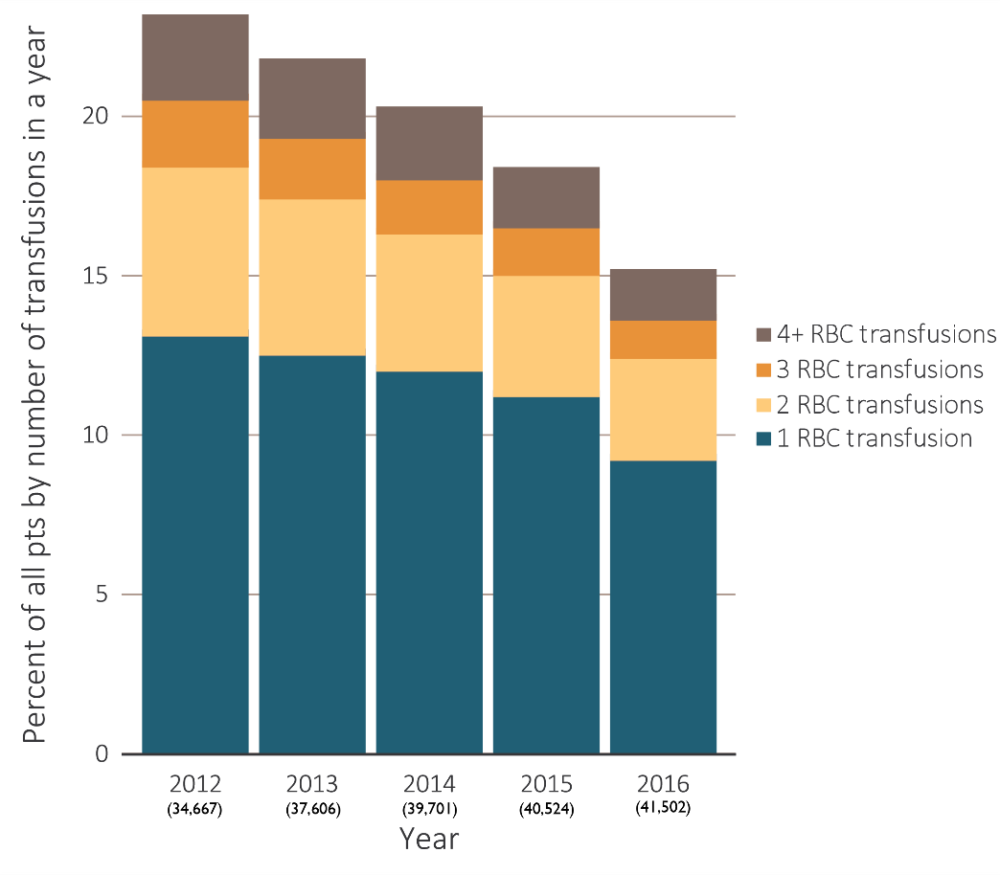 Percent of all pts by number of transfusions in a year
20
15
10
5
0
4+ RBC transfusions
3 RBC transfusions
2 RBC transfusions
1 RBC transfusion
2012 2013 2014 2015 2016
(34,667) (37,606) (39,701) (40,524) (41,502)
Year